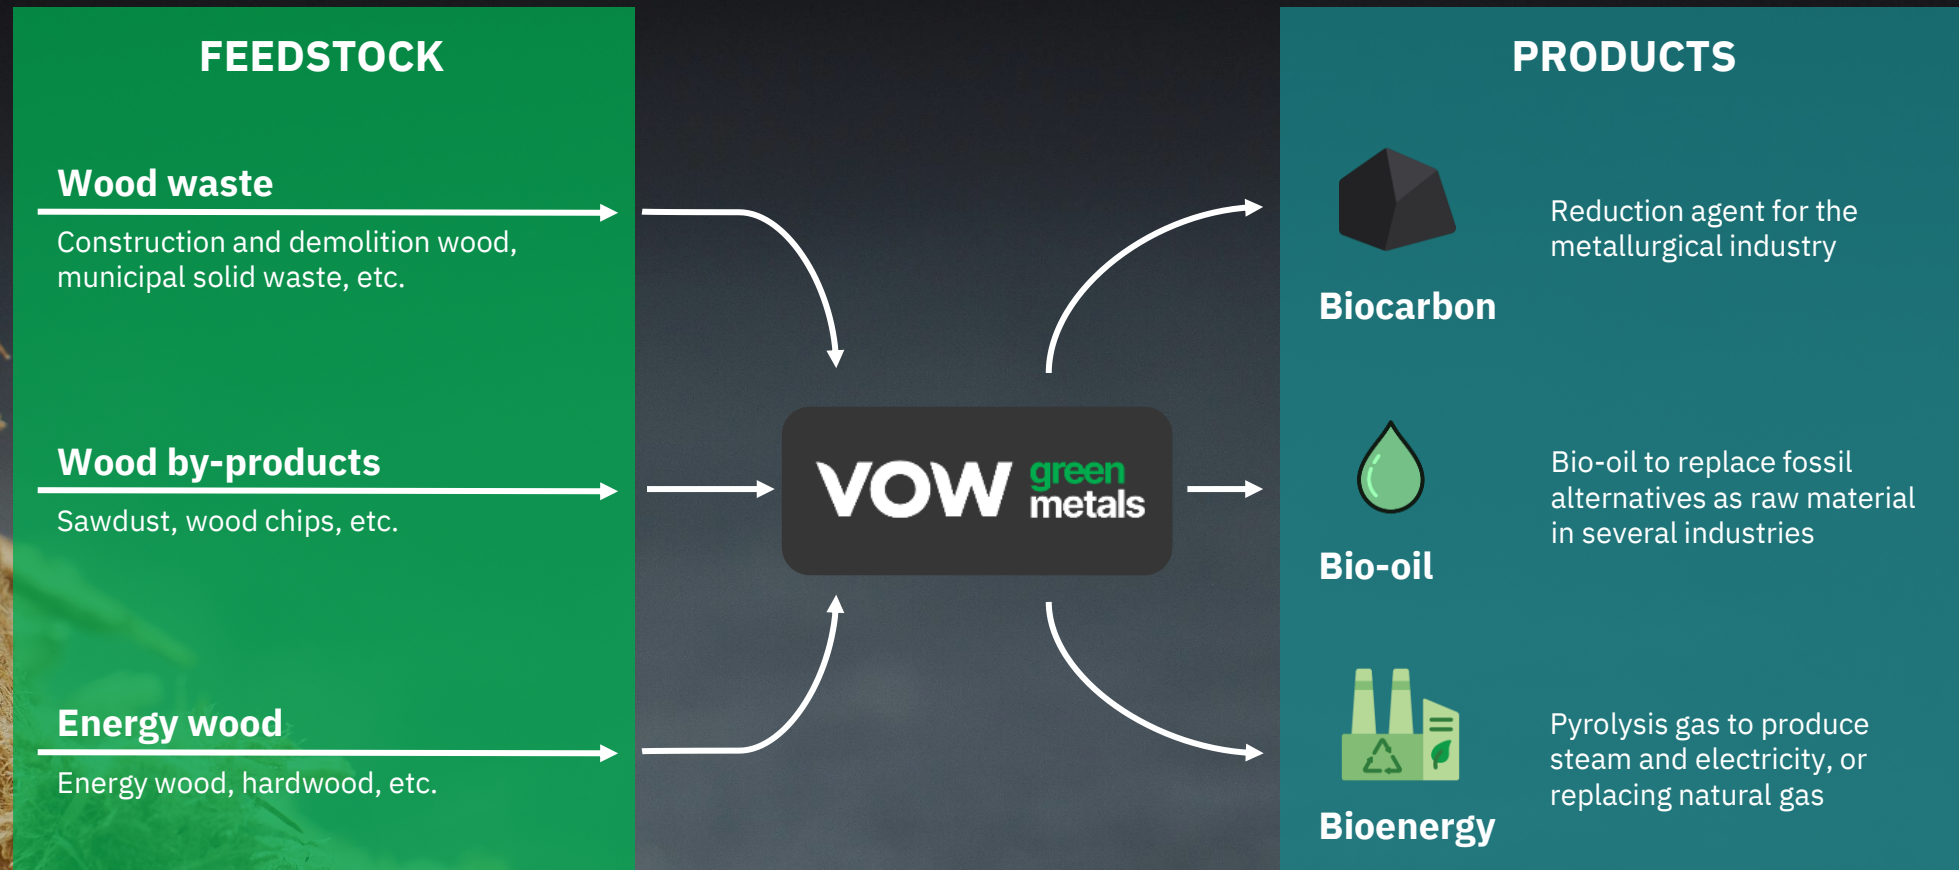 FEEDSTOCK
Wood waste
Construction and demolition wood,
municipal solid waste, etc.
Wood by-products
Sawdust, wood chips, etc.
Energy wood
Energy wood, hardwood, etc.
VOW green
metals
PRODUCTS
Reduction agent for the
metallurgical industry
Biocarbon
Bio-oil to replace fossil
alternatives as raw material
in several industries
Bio-oil
Pyrolysis gas to produce
steam and electricity, or
replacing natural gas
Bioenergy